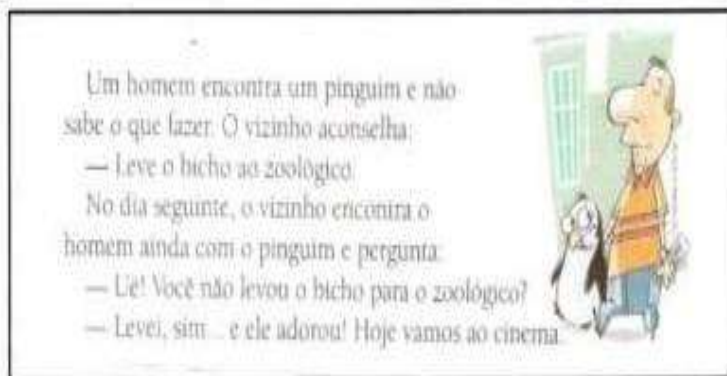 Um homem encontra um pinguim e não
sabe o que fazer. O vizinho aconselha:
— Leve o bicho ao zoológico.
No dia seguinte, o vizinho encontra o
homem ainda com o pinguim e pergunta:
— Ué! Você não levou o bicho para o zoológico?
— Levei, sim... e ele adorou! Hoje vamos ao cinema.